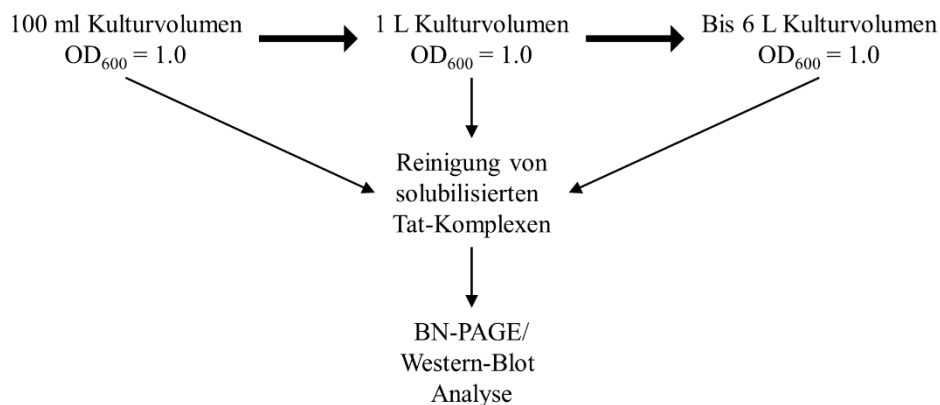 100 ml Kulturvolumen
OD₆₀₀ = 1.0
1 L Kulturvolumen
OD₆₀₀ = 1.0
Bis 6 L Kulturvolumen
OD₆₀₀ = 1.0
Reinigung von
solubilisierten
Tat-Komplexen
BN-PAGE/
Western-Blot
Analyse